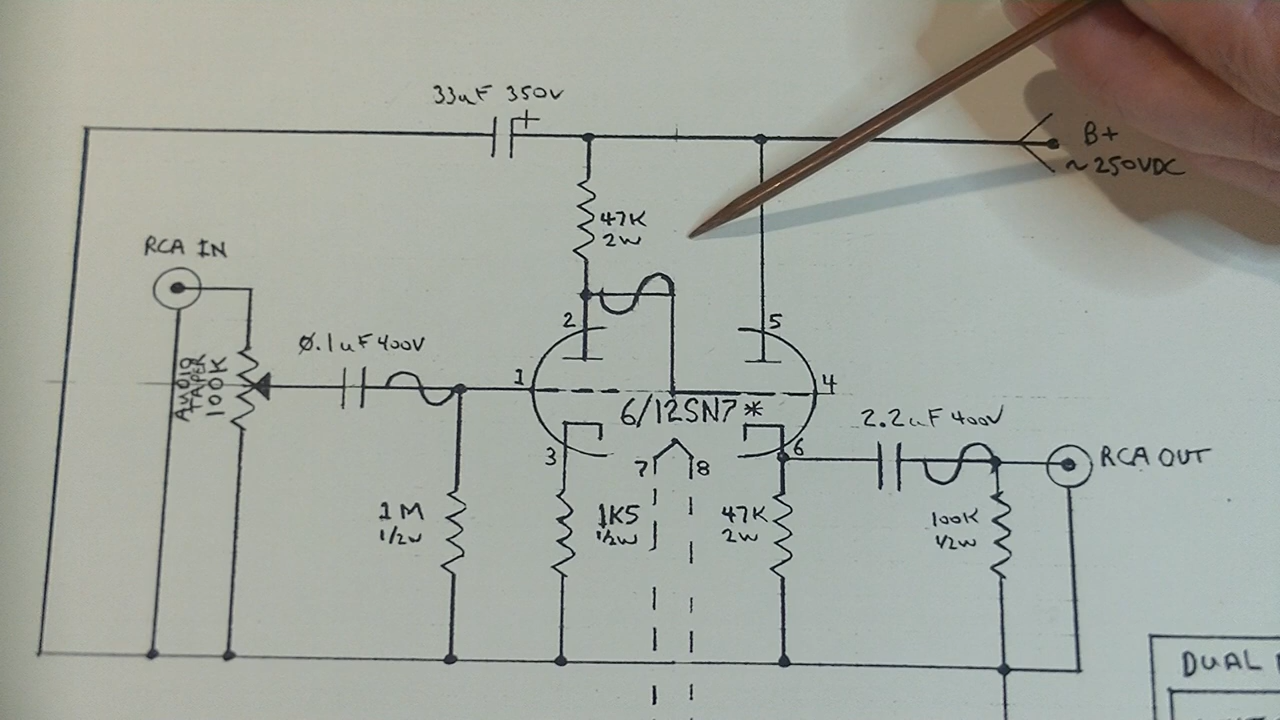 33uF 350V
+
B+
~250VDC
47K
2W
RCA IN
2
5
0.1uF 400V
AUDIO
TAPER
100K
1
4
6/12SN7*
2.2uF 400V
3
6
7
8
RCA OUT
1M
1/2W
1K5
1/2W
47K
2W
100K
1/2W
DUAL